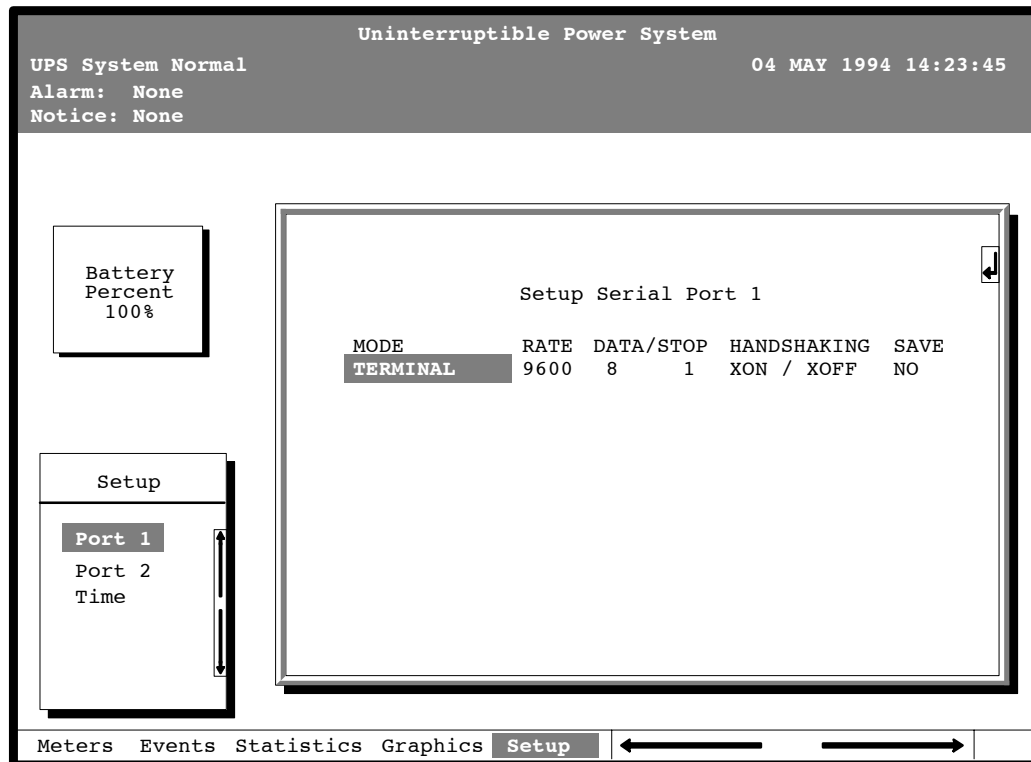 Uninterruptible Power System
UPS System Normal 04 MAY 1994 14:23:45
Alarm: None
Notice: None
Battery
Percent
100%
Setup Serial Port 1
MODE RATE DATA/STOP HANDSHAKING SAVE
TERMINAL 9600 8 1 XON / XOFF NO
Setup
Port 1
Port 2
Time
Meters Events Statistics Graphics Setup